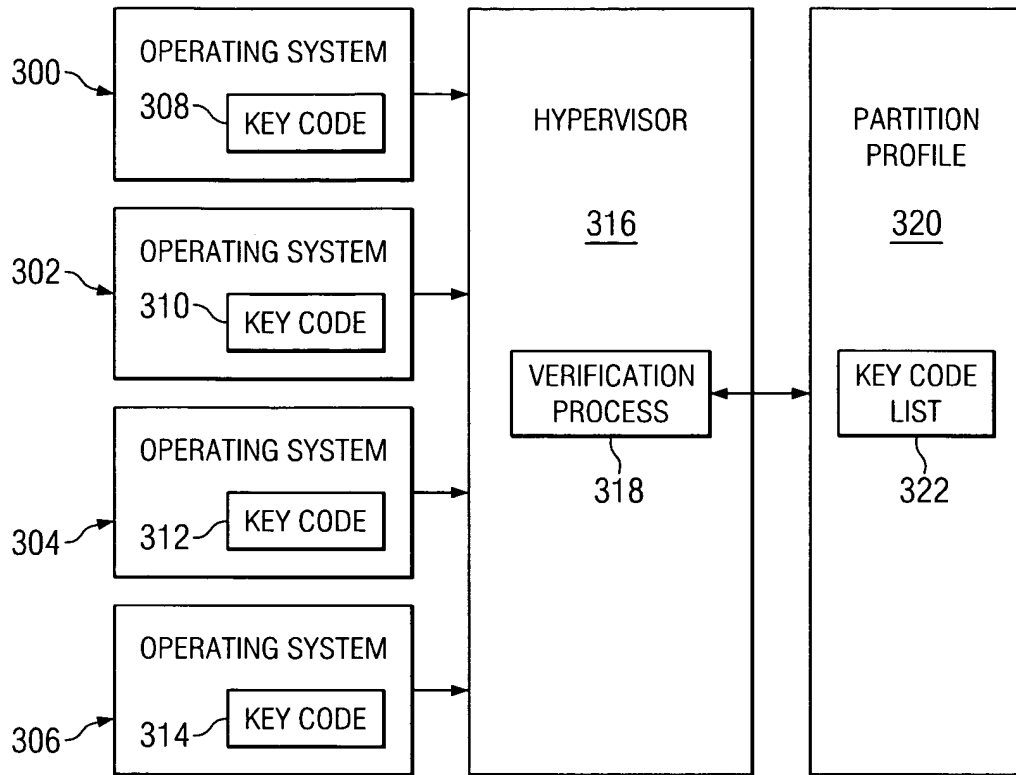 OPERATING SYSTEM
300
308
KEY CODE
OPERATING SYSTEM
302
310
KEY CODE
OPERATING SYSTEM
304
312
KEY CODE
OPERATING SYSTEM
306
314
KEY CODE
HYPERVISOR
316
VERIFICATION
PROCESS
318
PARTITION
PROFILE
320
KEY CODE
LIST
322